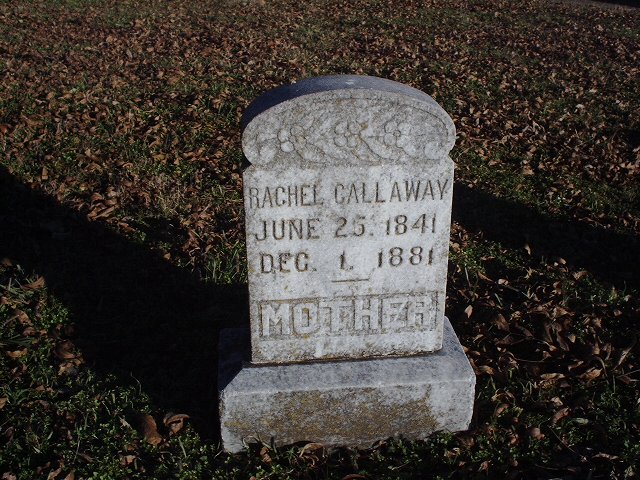 RACHEL CALLAWAY
JUNE 25. 1841
DEC. 1. 1881
MOTHER